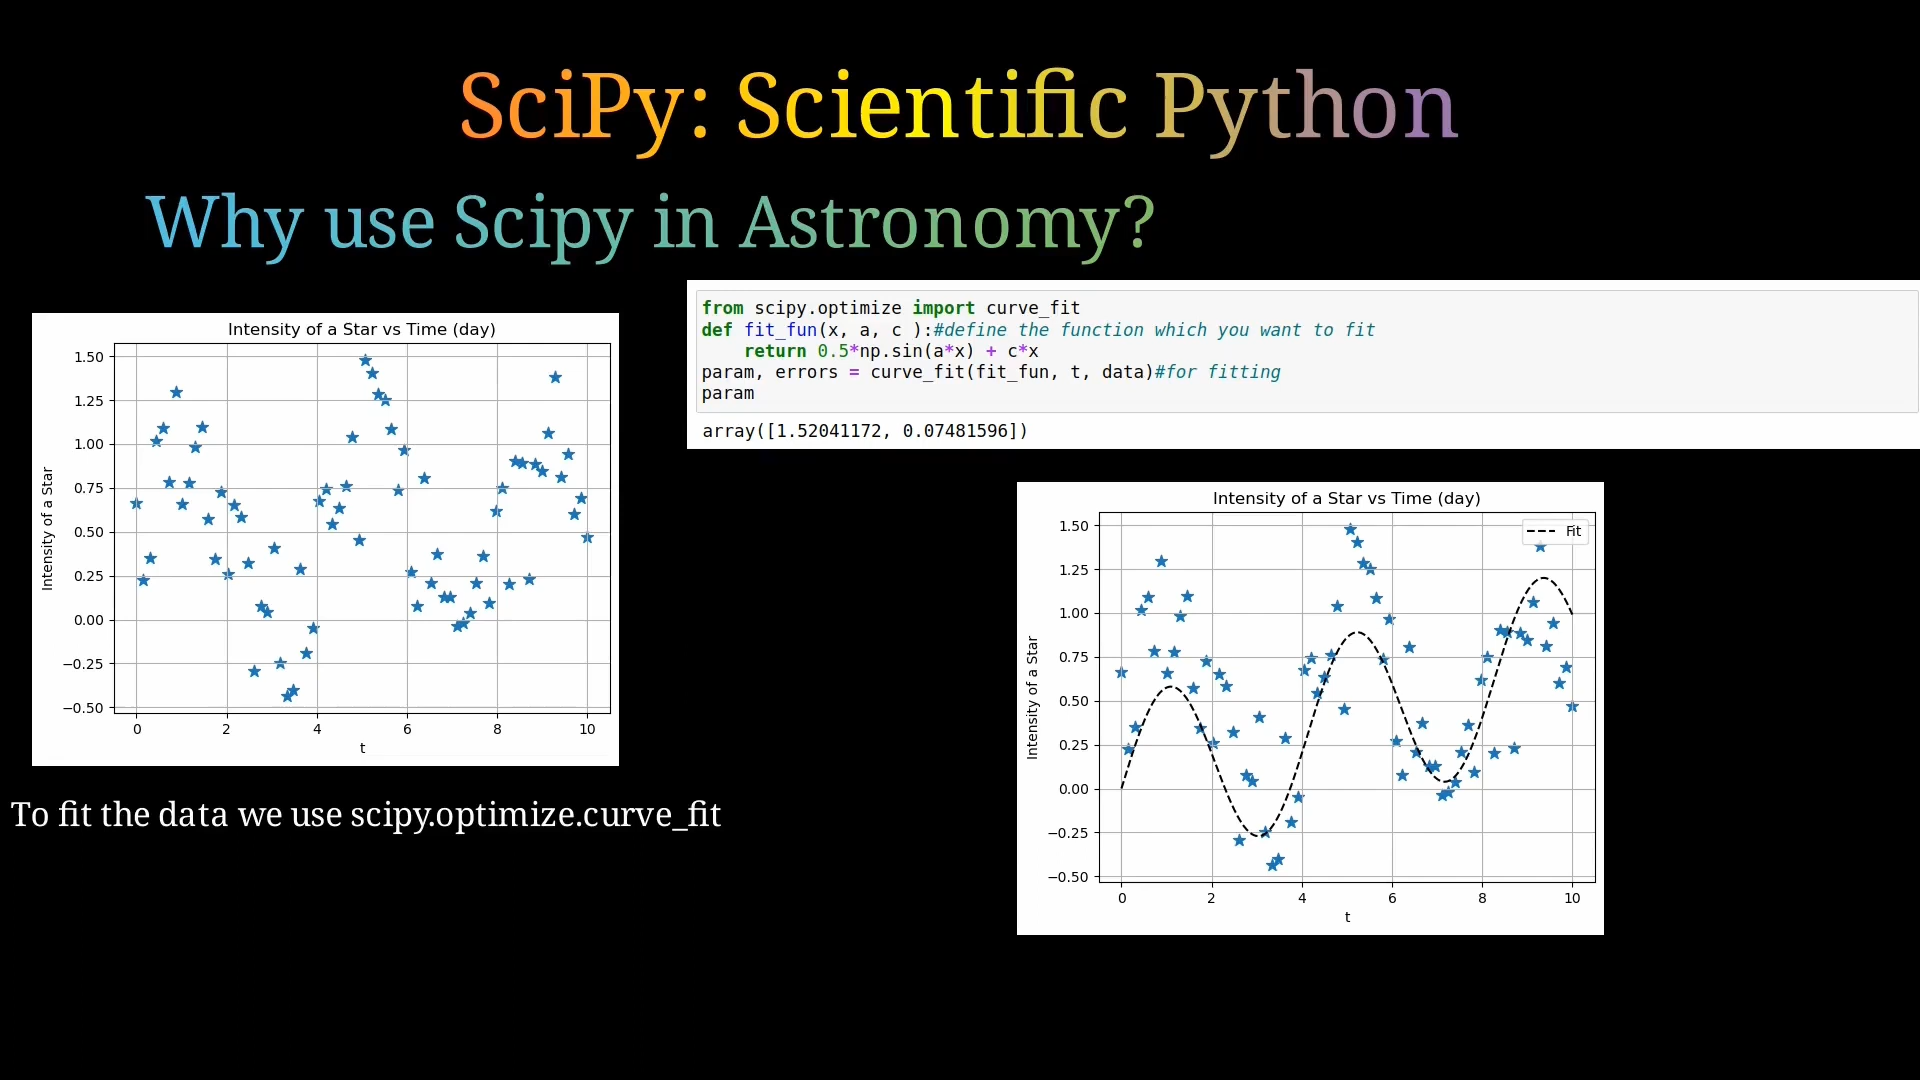 SciPy: Scientific Python
Why use Scipy in Astronomy?
from scipy.optimize import curve_fit
def fit_fun(x, a, c ):#define the function which you want to fit
    return 0.5*np.sin(a*x) + c*x
param, errors = curve_fit(fit_fun, t, data)#for fitting
param
array([1.52041172, 0.07481596])
Intensity of a Star vs Time (day)
Intensity of a Star
1.50
1.25
1.00
0.75
0.50
0.25
0.00
−0.25
−0.50
0 2 4 6 8 10
t
To fit the data we use scipy.optimize.curve_fit
Intensity of a Star vs Time (day)
Fit
Intensity of a Star
1.50
1.25
1.00
0.75
0.50
0.25
0.00
−0.25
−0.50
0 2 4 6 8 10
t